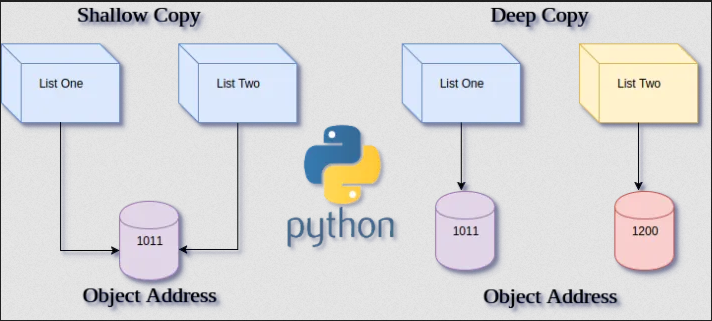 Shallow Copy
Deep Copy
List One
List Two
List One
List Two
python
1011
1011
1200
Object Address
Object Address